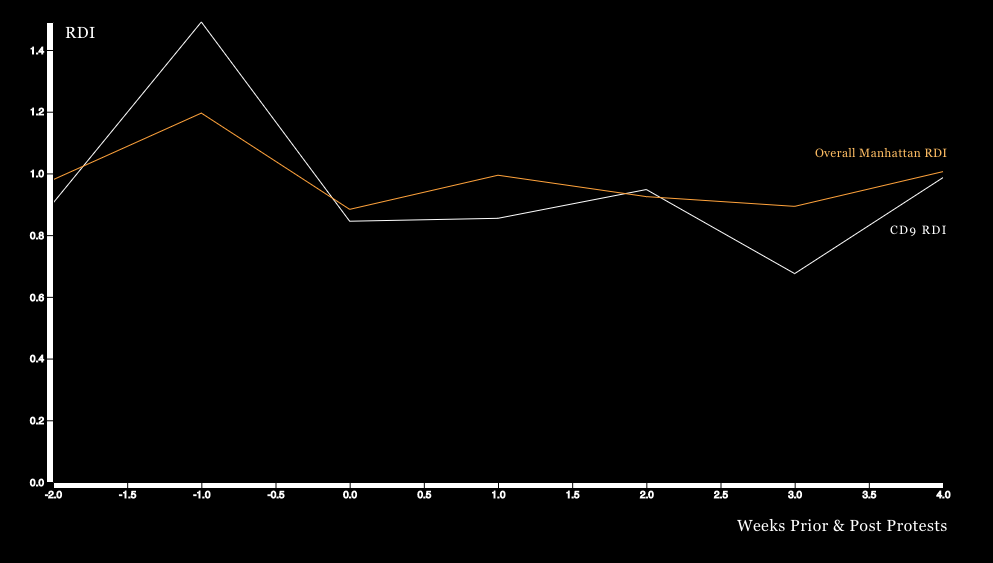 RDI
1.4
1.2
1.0
Overall Manhattan RDI
0.8
CD9 RDI
0.6
0.4
0.2
0.0
-2.0 -1.5 -1.0 -0.5 0.0 0.5 1.0 1.5 2.0 2.5 3.0 3.5 4.0
Weeks Prior & Post Protests